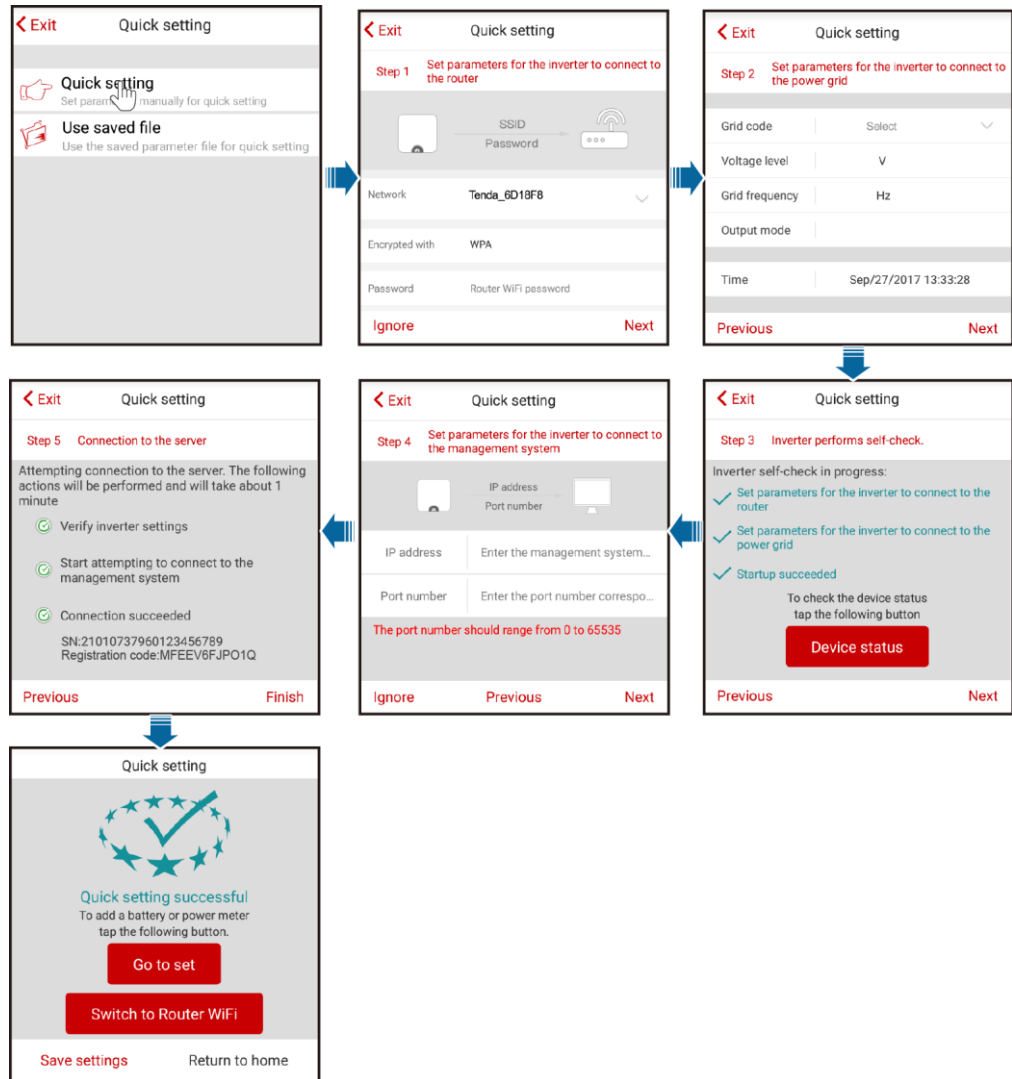 Exit
Quick setting
Quick setting
Set param manually for quick setting
Use saved file
Use the saved parameter file for quick setting
Exit
Quick setting
Step 1
Set parameters for the inverter to connect to
the router
SSID
Password
Network
Tenda_6D18F8
Encrypted with
WPA
Password
Router WiFi password
Ignore
Next
Exit
Quick setting
Step 2
Set parameters for the inverter to connect to
the power grid
Grid code
Select
Voltage level
V
Grid frequency
Hz
Output mode
Time
Sep/27/2017 13:33:28
Previous
Next
Exit
Quick setting
Step 3
Inverter performs self-check.
Inverter self-check in progress:
Set parameters for the inverter to connect to the
router
Set parameters for the inverter to connect to the
power grid
Startup succeeded
To check the device status
tap the following button
Device status
Previous
Next
Exit
Quick setting
Step 4
Set parameters for the inverter to connect to
the management system
IP address
Port number
IP address
Enter the management system...
Port number
Enter the port number correspo...
The port number should range from 0 to 65535
Ignore
Previous
Next
Exit
Quick setting
Step 5
Connection to the server
Attempting connection to the server. The following
actions will be performed and will take about 1
minute
Verify inverter settings
Start attempting to connect to the
management system
Connection succeeded
SN:21010737960123456789
Registration code:MFEEV6FJPO1Q
Previous
Finish
Quick setting
Quick setting successful
To add a battery or power meter
tap the following button.
Go to set
Switch to Router WiFi
Save settings
Return to home